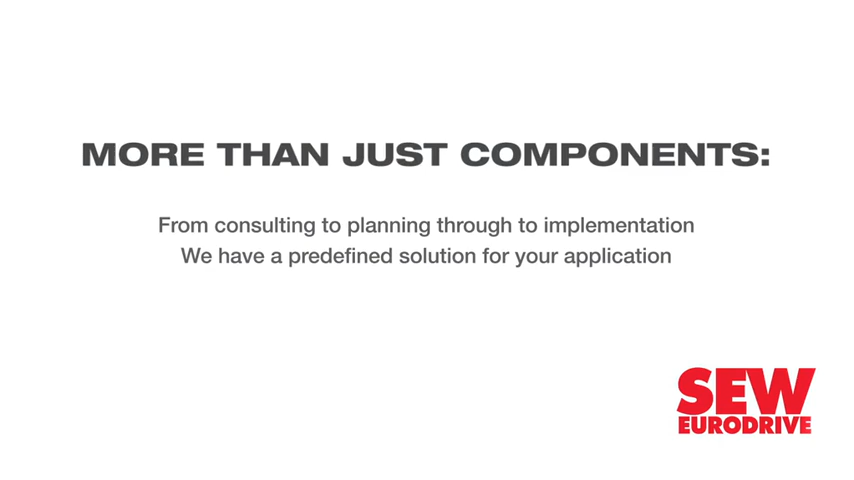 MORE THAN JUST COMPONENTS:
From consulting to planning through to implementation
We have a predefined solution for your application
SEW
EURODRIVE